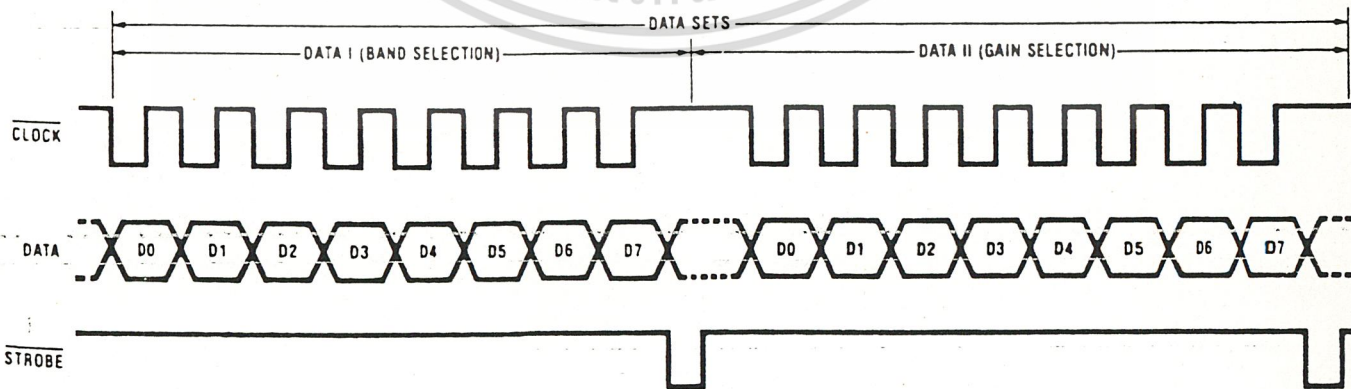 DATA SETS
DATA I (BAND SELECTION) DATA II (GAIN SELECTION)
CLOCK
DATA D0 D1 D2 D3 D4 D5 D6 D7 D0 D1 D2 D3 D4 D5 D6 D7
STROBE